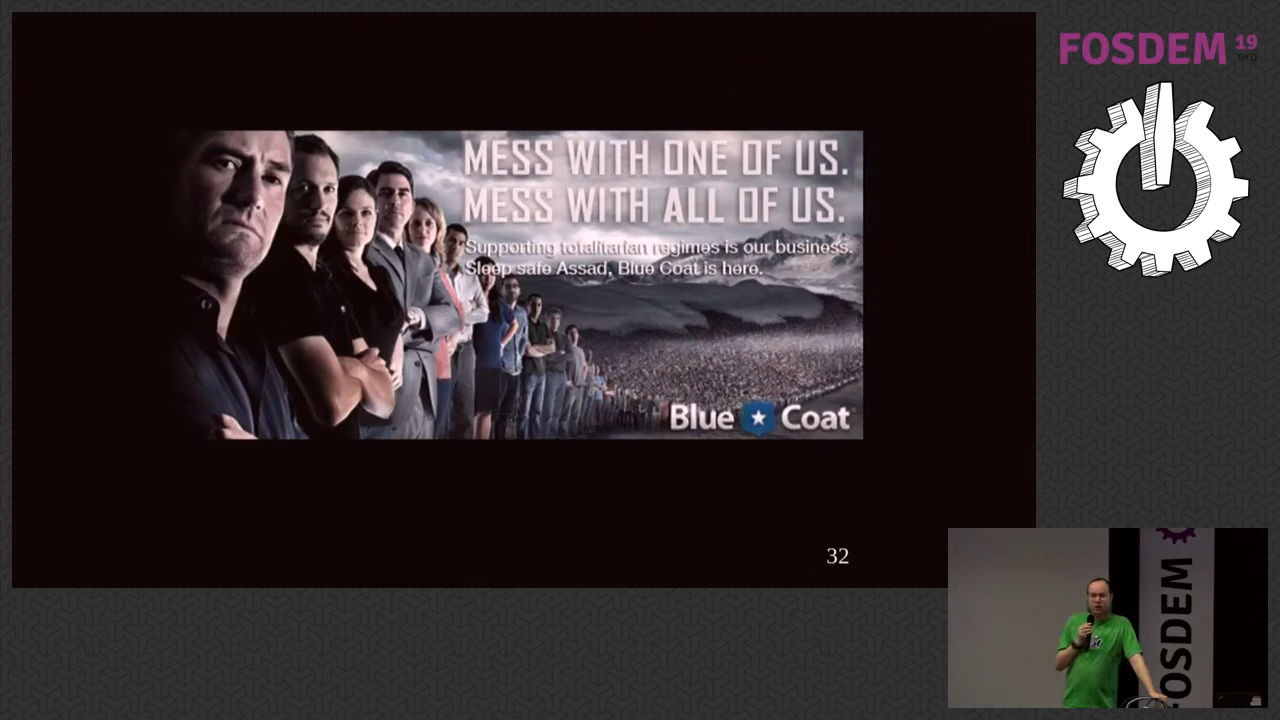 FOSDEM 19
.org
MESS WITH ONE OF US.
MESS WITH ALL OF US.
Supporting totalitarian regimes is our business.
Sleep safe Assad, Blue Coat is here.
Blue Coat
32
FOSDEM